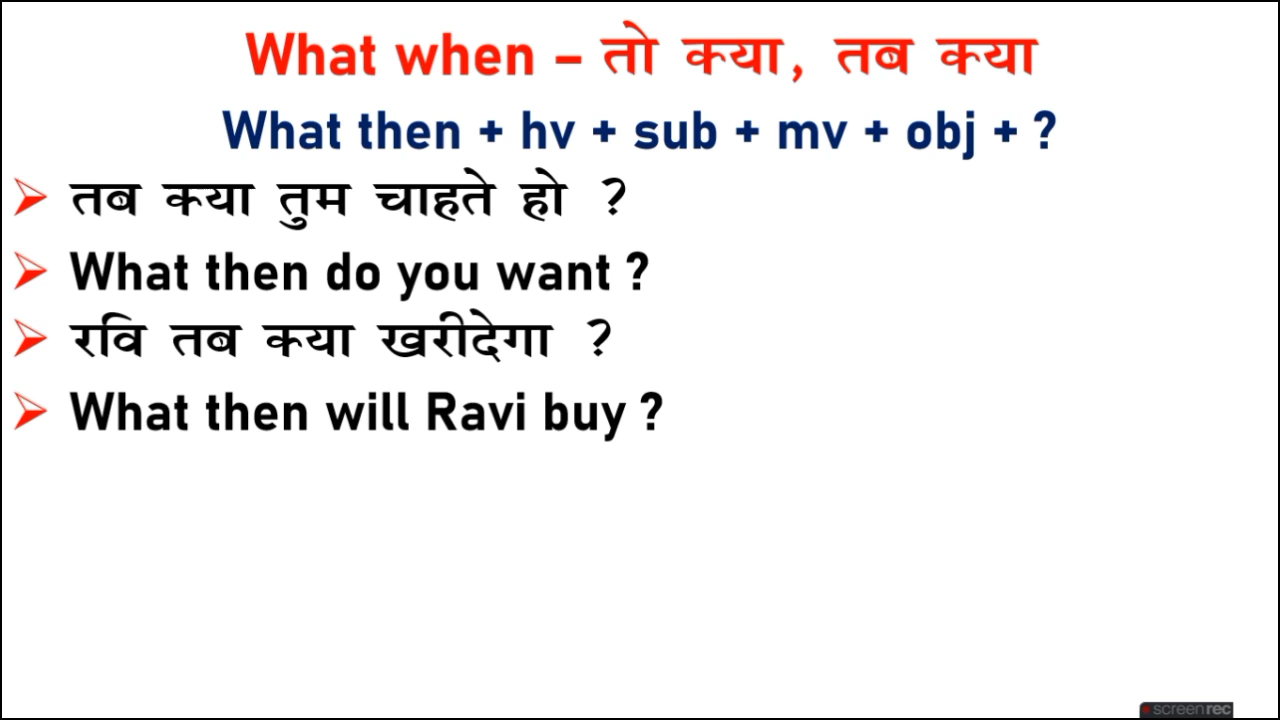 What when – तो क्या, तब क्या
What then + hv + sub + mv + obj + ?
तब क्या तुम चाहते हो ?
What then do you want ?
रवि तब क्या खरीदेगा ?
What then will Ravi buy ?
screenrec